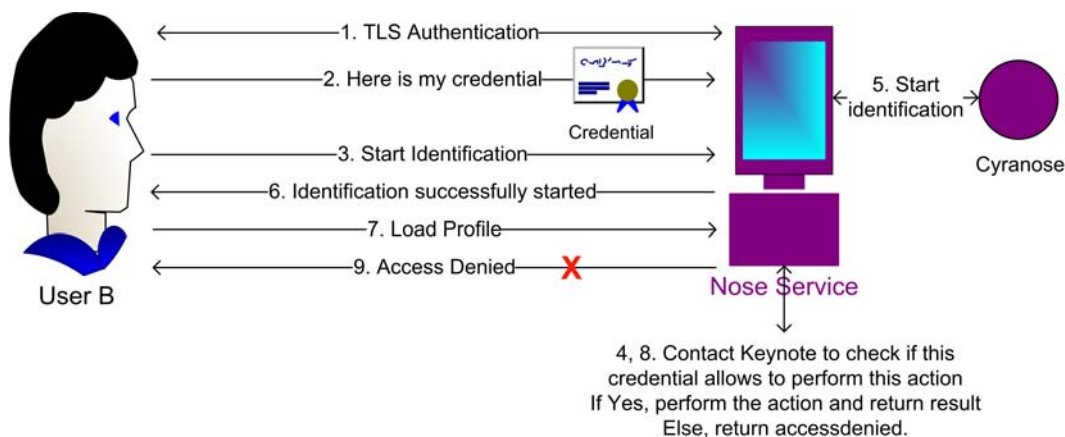 1. TLS Authentication
2. Here is my credential
Credential
5. Start
identification
Cyranose
3. Start Identification
6. Identification successfully started
7. Load Profile
9. Access Denied
X
User B
Nose Service
4, 8. Contact Keynote to check if this
credential allows to perform this action
If Yes, perform the action and return result
Else, return accessdenied.